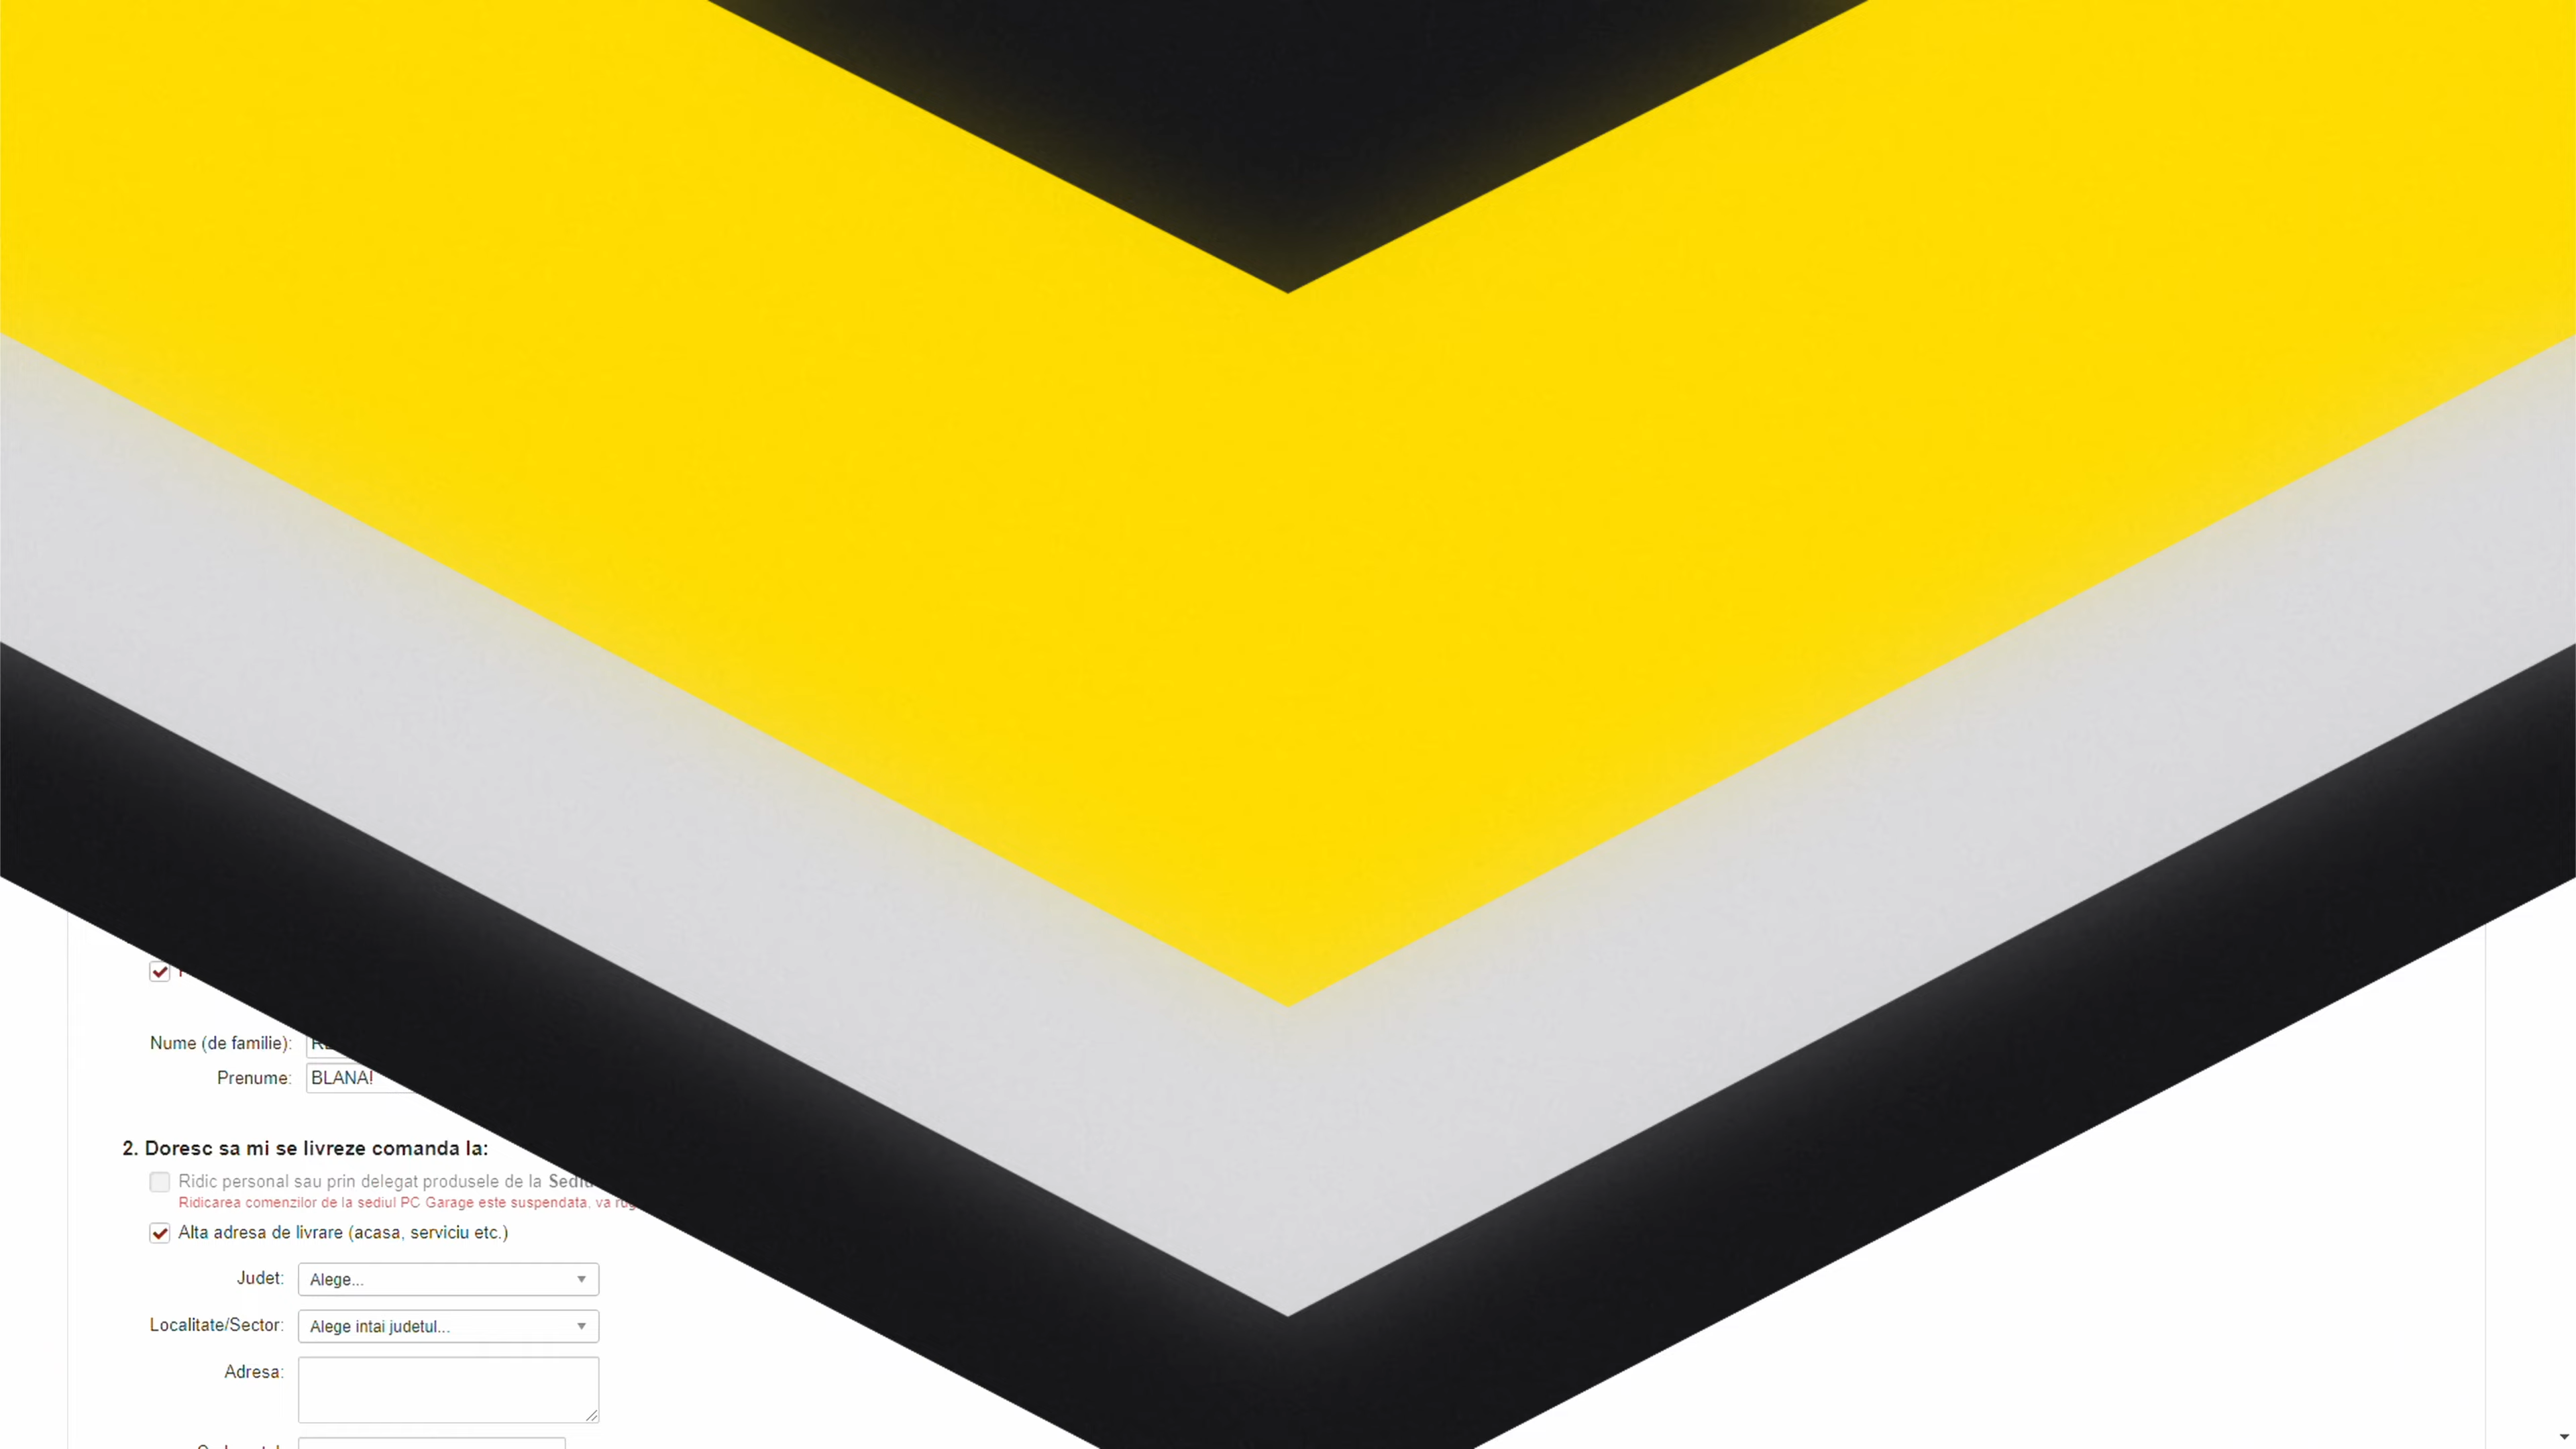 Nume (de familie):
Prenume: BLANA!
2. Doresc sa mi se livreze comanda la:
Ridic personal sau prin delegat produsele de la
Ridicarea comenzilor de la sediul PC Garage este suspendata, va
Alta adresa de livrare (acasa, serviciu etc.)
Judet: Alege...
Localitate/Sector: Alege intai judetul...
Adresa: